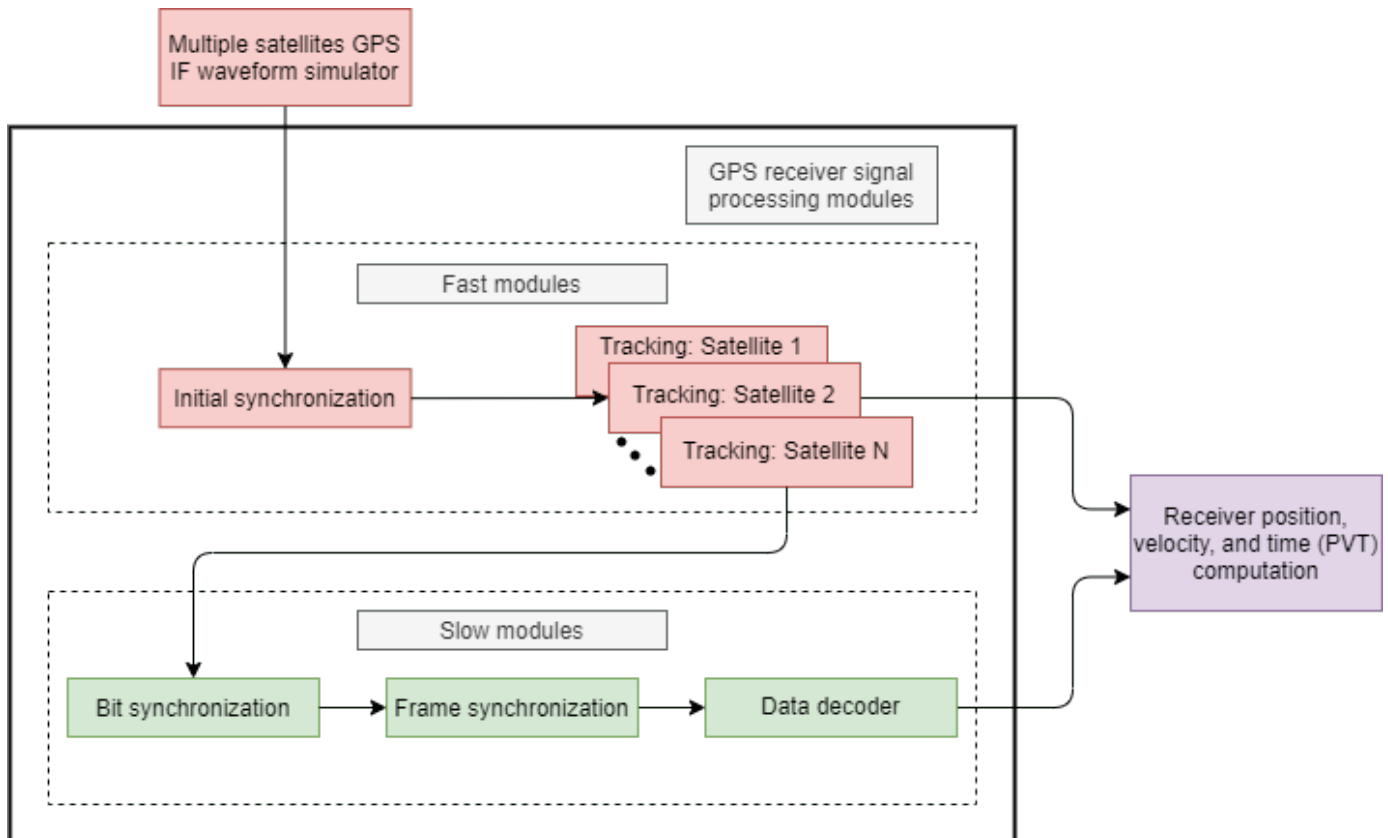 Multiple satellites GPS
IF waveform simulator
GPS receiver signal
processing modules
Fast modules
Tracking: Satellite 1
Initial synchronization
Tracking: Satellite 2
Tracking: Satellite N
Receiver position,
velocity, and time (PVT)
computation
Slow modules
Bit synchronization
Frame synchronization
Data decoder